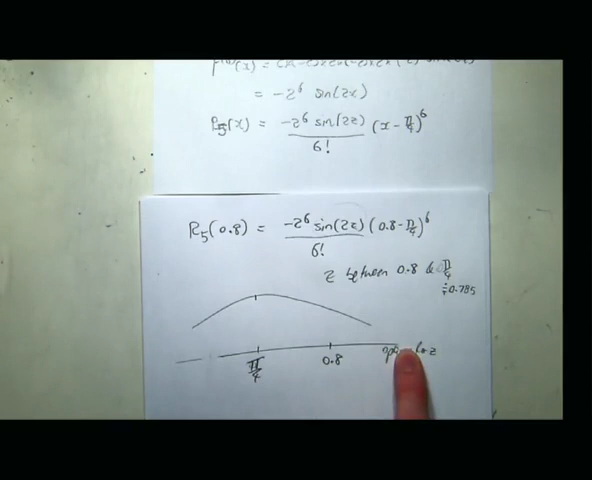 = -2⁶ sin(2x)
R₅(x) = -2⁶ sin(2z)/6! (x - π/4)⁶
R₅(0.8) = -2⁶ sin(2z)/6! (0.8 - π/4)⁶
z between 0.8 & π/4
≑ 0.785
π/4 0.8 z